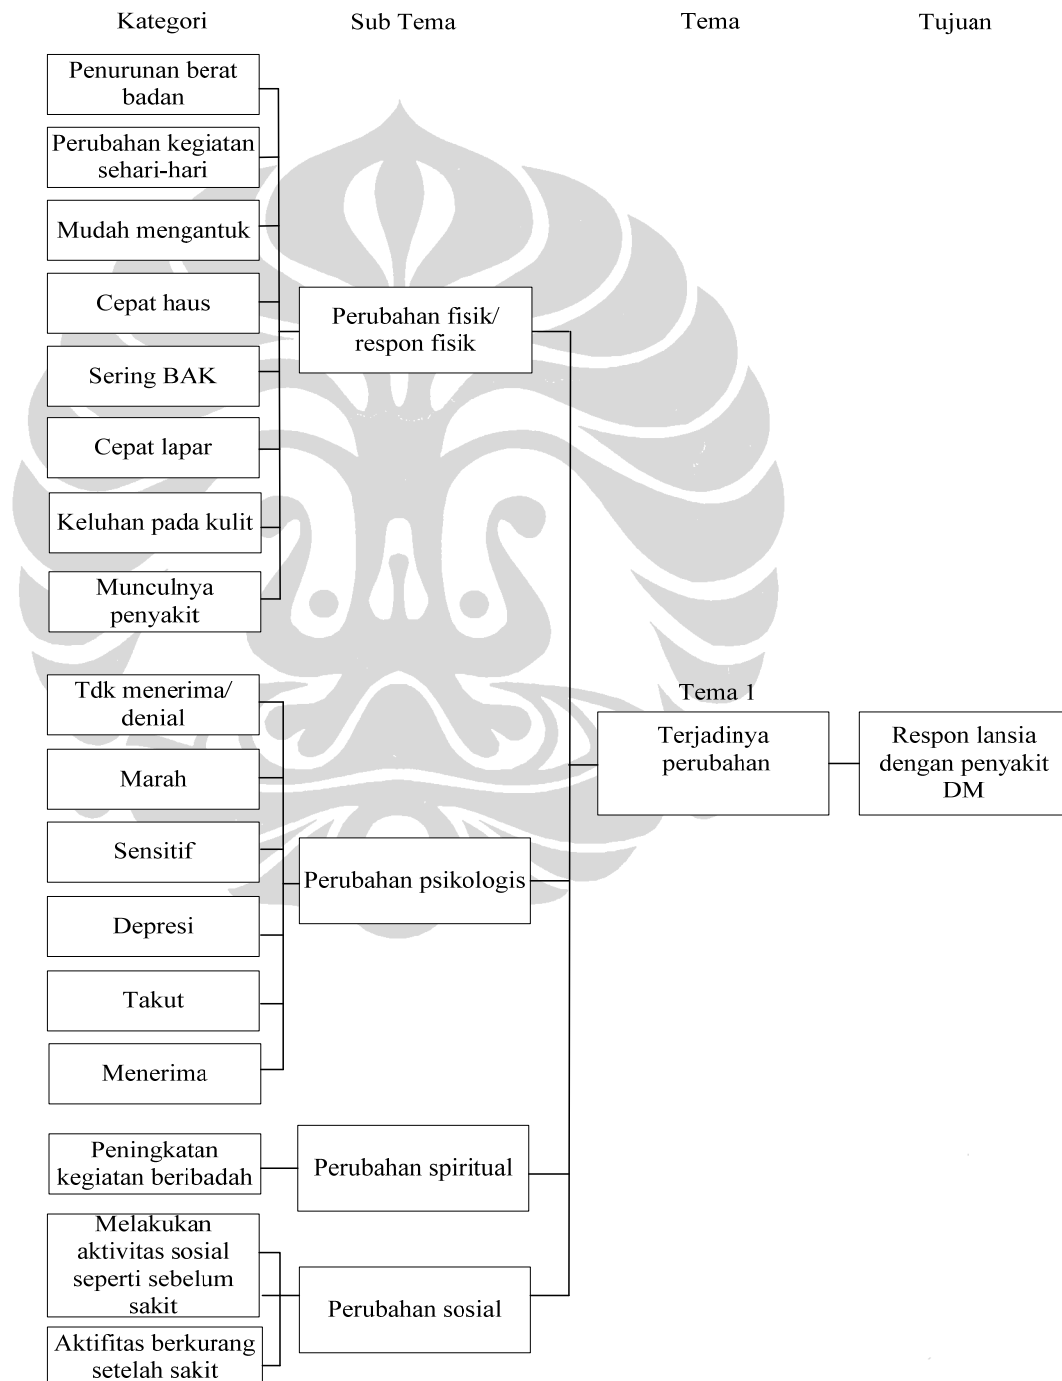 Kategori Sub Tema Tema Tujuan
Penurunan berat
badan
Perubahan kegiatan
sehari-hari
Mudah mengantuk
Cepat haus
Sering BAK
Cepat lapar
Keluhan pada kulit
Munculnya
penyakit
Perubahan fisik/
respon fisik
Tdk menerima/
denial
Marah
Sensitif
Depresi
Takut
Menerima
Perubahan psikologis
Peningkatan
kegiatan beribadah
Perubahan spiritual
Melakukan
aktivitas sosial
seperti sebelum
sakit
Aktifitas berkurang
setelah sakit
Perubahan sosial
Tema 1
Terjadinya
perubahan
Respon lansia
dengan penyakit
DM